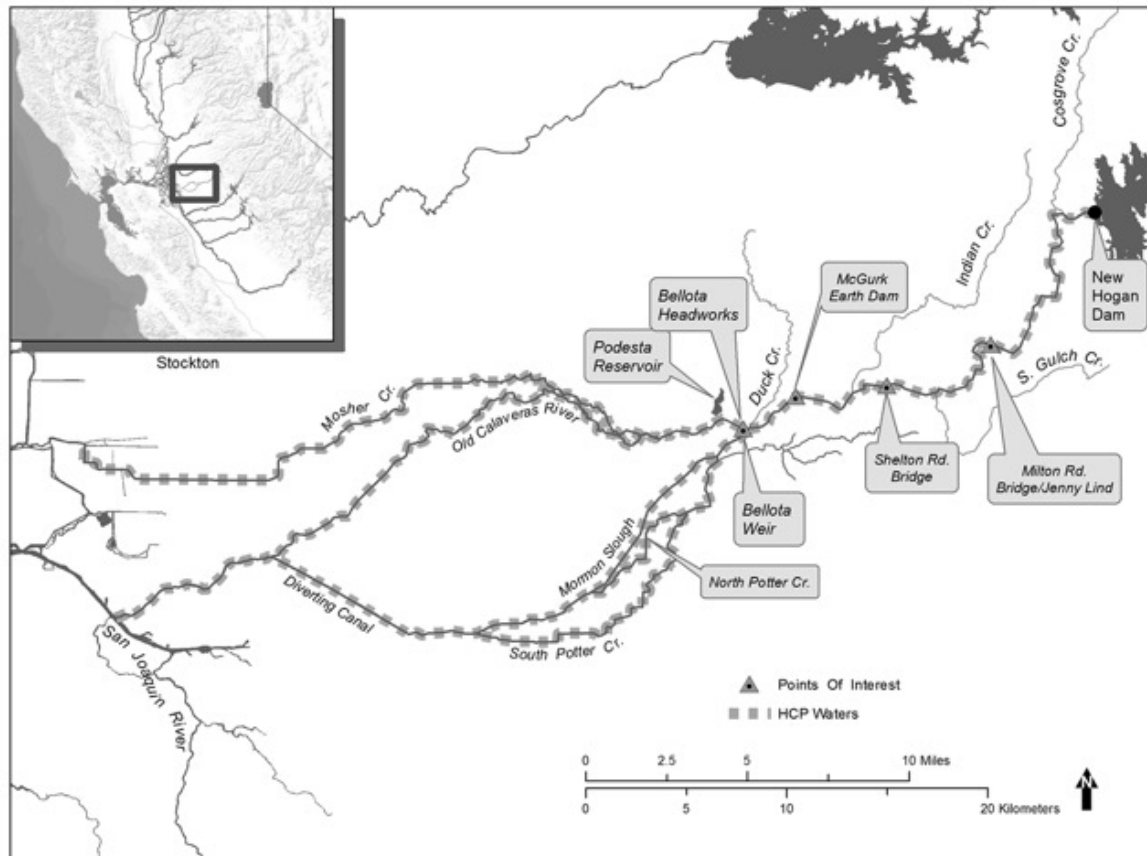 Stockton
Cosgrove Cr.
Indian Cr.
New
Hogan
Dam
McGurk
Earth Dam
Bellota
Headworks
Podesta
Reservoir
Duck Cr.
S. Gulch Cr.
Mosher Cr.
Old Calaveras River
Shelton Rd.
Bridge
Milton Rd.
Bridge/Jenny Lind
Bellota
Weir
Mormon Slough
North Potter Cr.
Diverting Canal
South Potter Cr.
San Joaquin River
Points Of Interest
HCP Waters
0 2.5 5 10 Miles
0 5 10 20 Kilometers
N